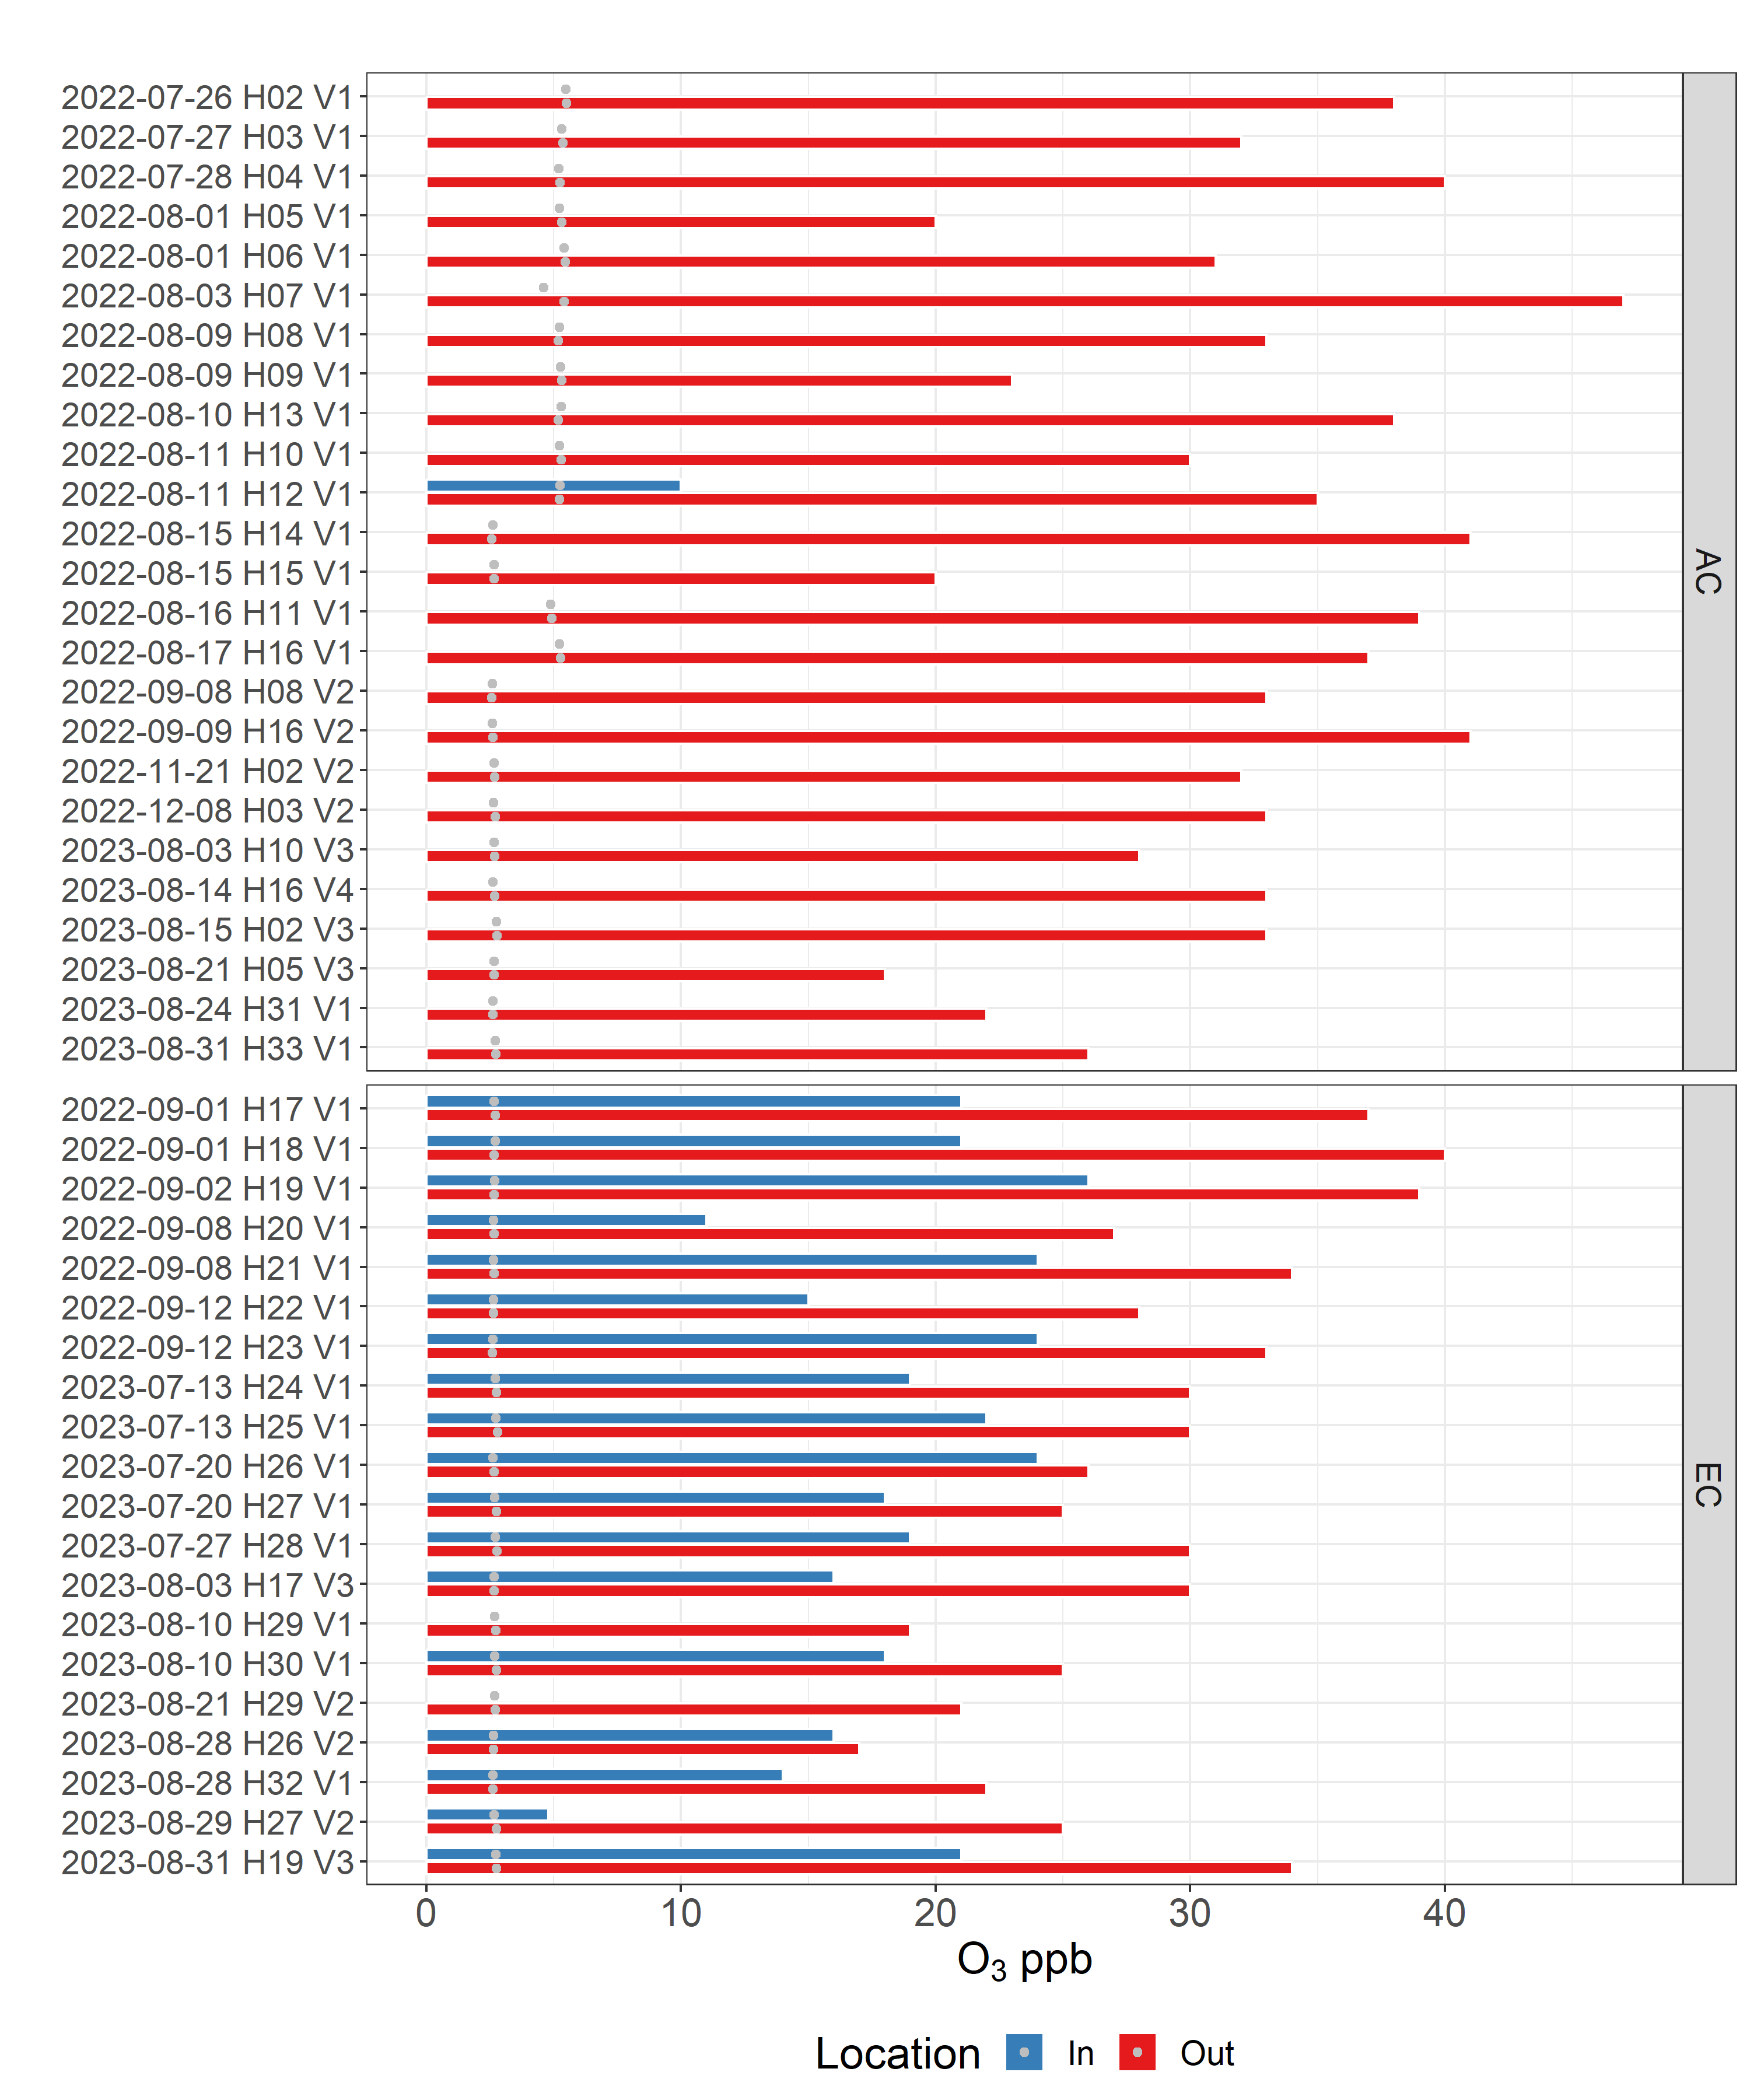 2022-07-26 H02 V1
2022-07-27 H03 V1
2022-07-28 H04 V1
2022-08-01 H05 V1
2022-08-01 H06 V1
2022-08-03 H07 V1
2022-08-09 H08 V1
2022-08-09 H09 V1
2022-08-10 H13 V1
2022-08-11 H10 V1
2022-08-11 H12 V1
2022-08-15 H14 V1
2022-08-15 H15 V1
2022-08-16 H11 V1
2022-08-17 H16 V1
2022-09-08 H08 V2
2022-09-09 H16 V2
2022-11-21 H02 V2
2022-12-08 H03 V2
2023-08-03 H10 V3
2023-08-14 H16 V4
2023-08-15 H02 V3
2023-08-21 H05 V3
2023-08-24 H31 V1
2023-08-31 H33 V1
AC
2022-09-01 H17 V1
2022-09-01 H18 V1
2022-09-02 H19 V1
2022-09-08 H20 V1
2022-09-08 H21 V1
2022-09-12 H22 V1
2022-09-12 H23 V1
2023-07-13 H24 V1
2023-07-13 H25 V1
2023-07-20 H26 V1
2023-07-20 H27 V1
2023-07-27 H28 V1
2023-08-03 H17 V3
2023-08-10 H29 V1
2023-08-10 H30 V1
2023-08-21 H29 V2
2023-08-28 H26 V2
2023-08-28 H32 V1
2023-08-29 H27 V2
2023-08-31 H19 V3
EC
0 10 20 30 40
O₃ ppb
Location In Out